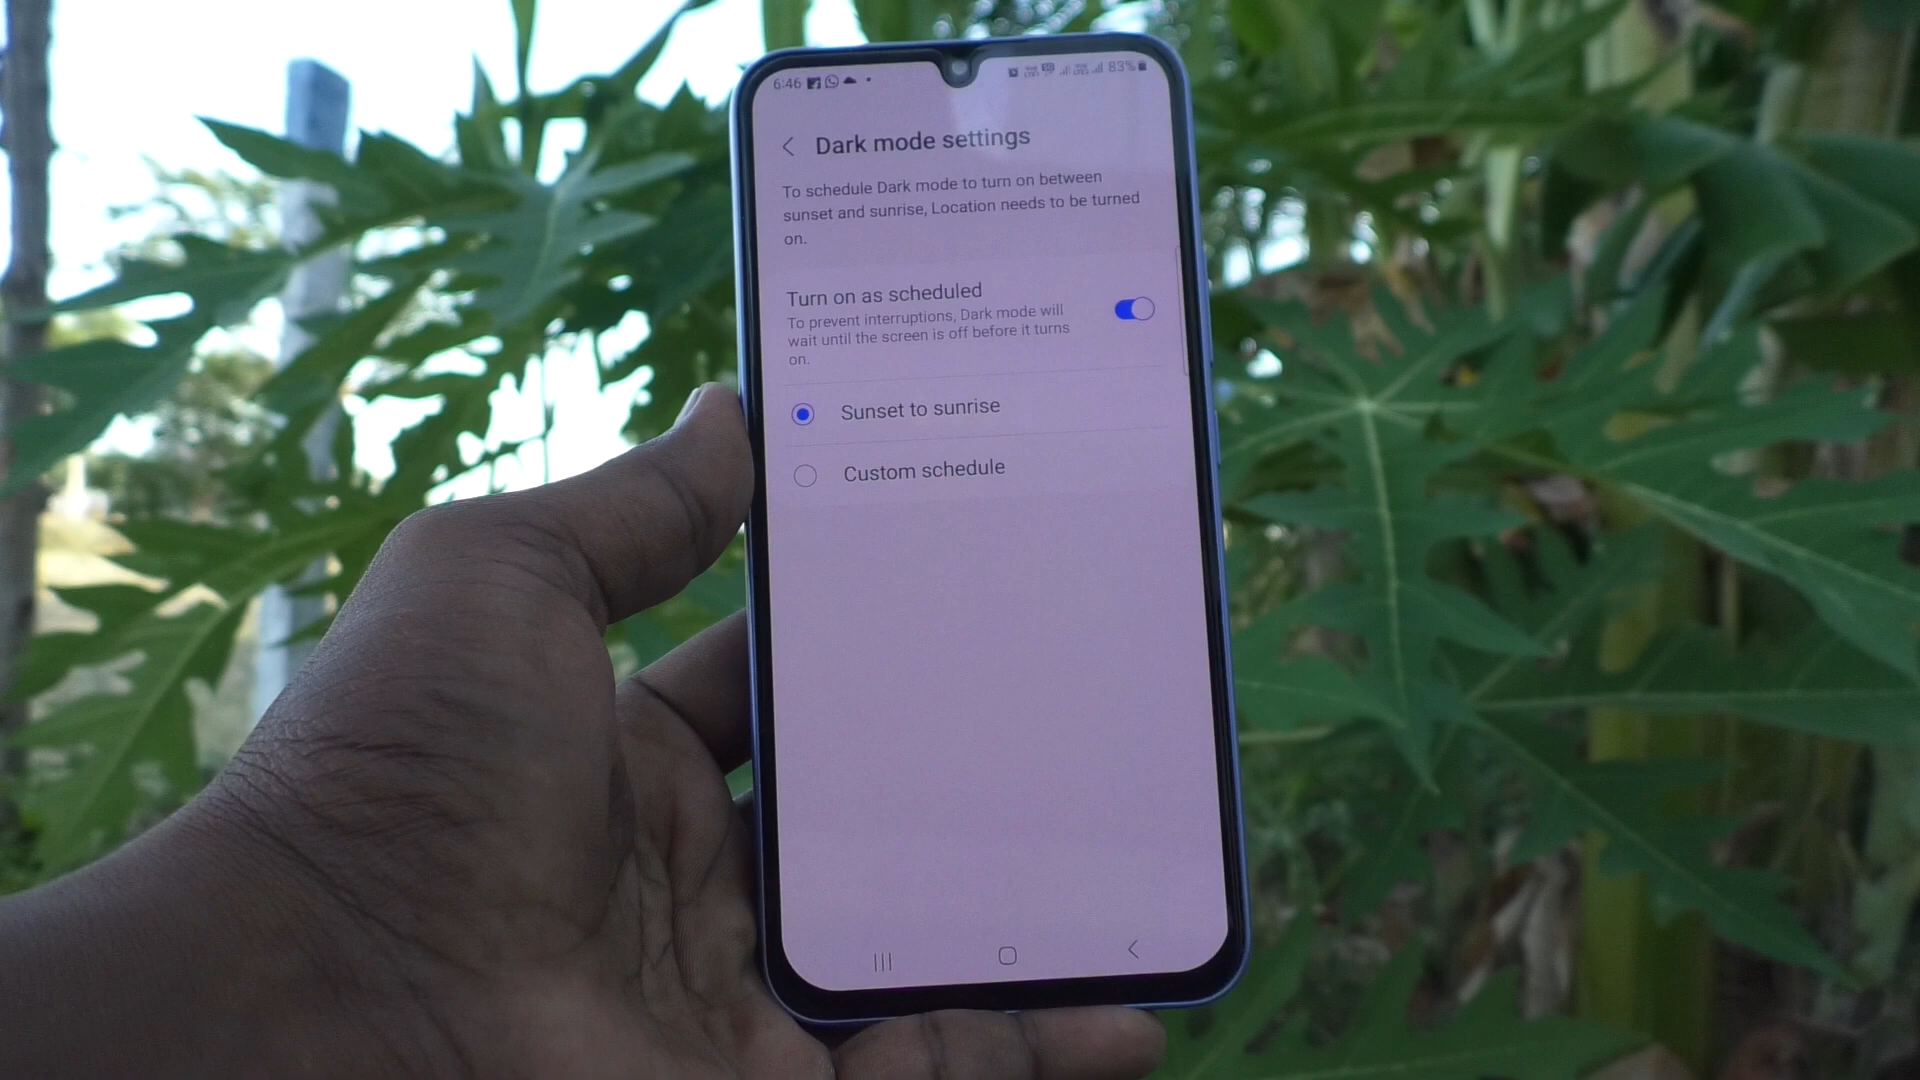 6:46 83%
Dark mode settings
To schedule Dark mode to turn on between
sunset and sunrise, Location needs to be turned
on.
Turn on as scheduled
To prevent interruptions, Dark mode will
wait until the screen is off before it turns
on.
Sunset to sunrise
Custom schedule